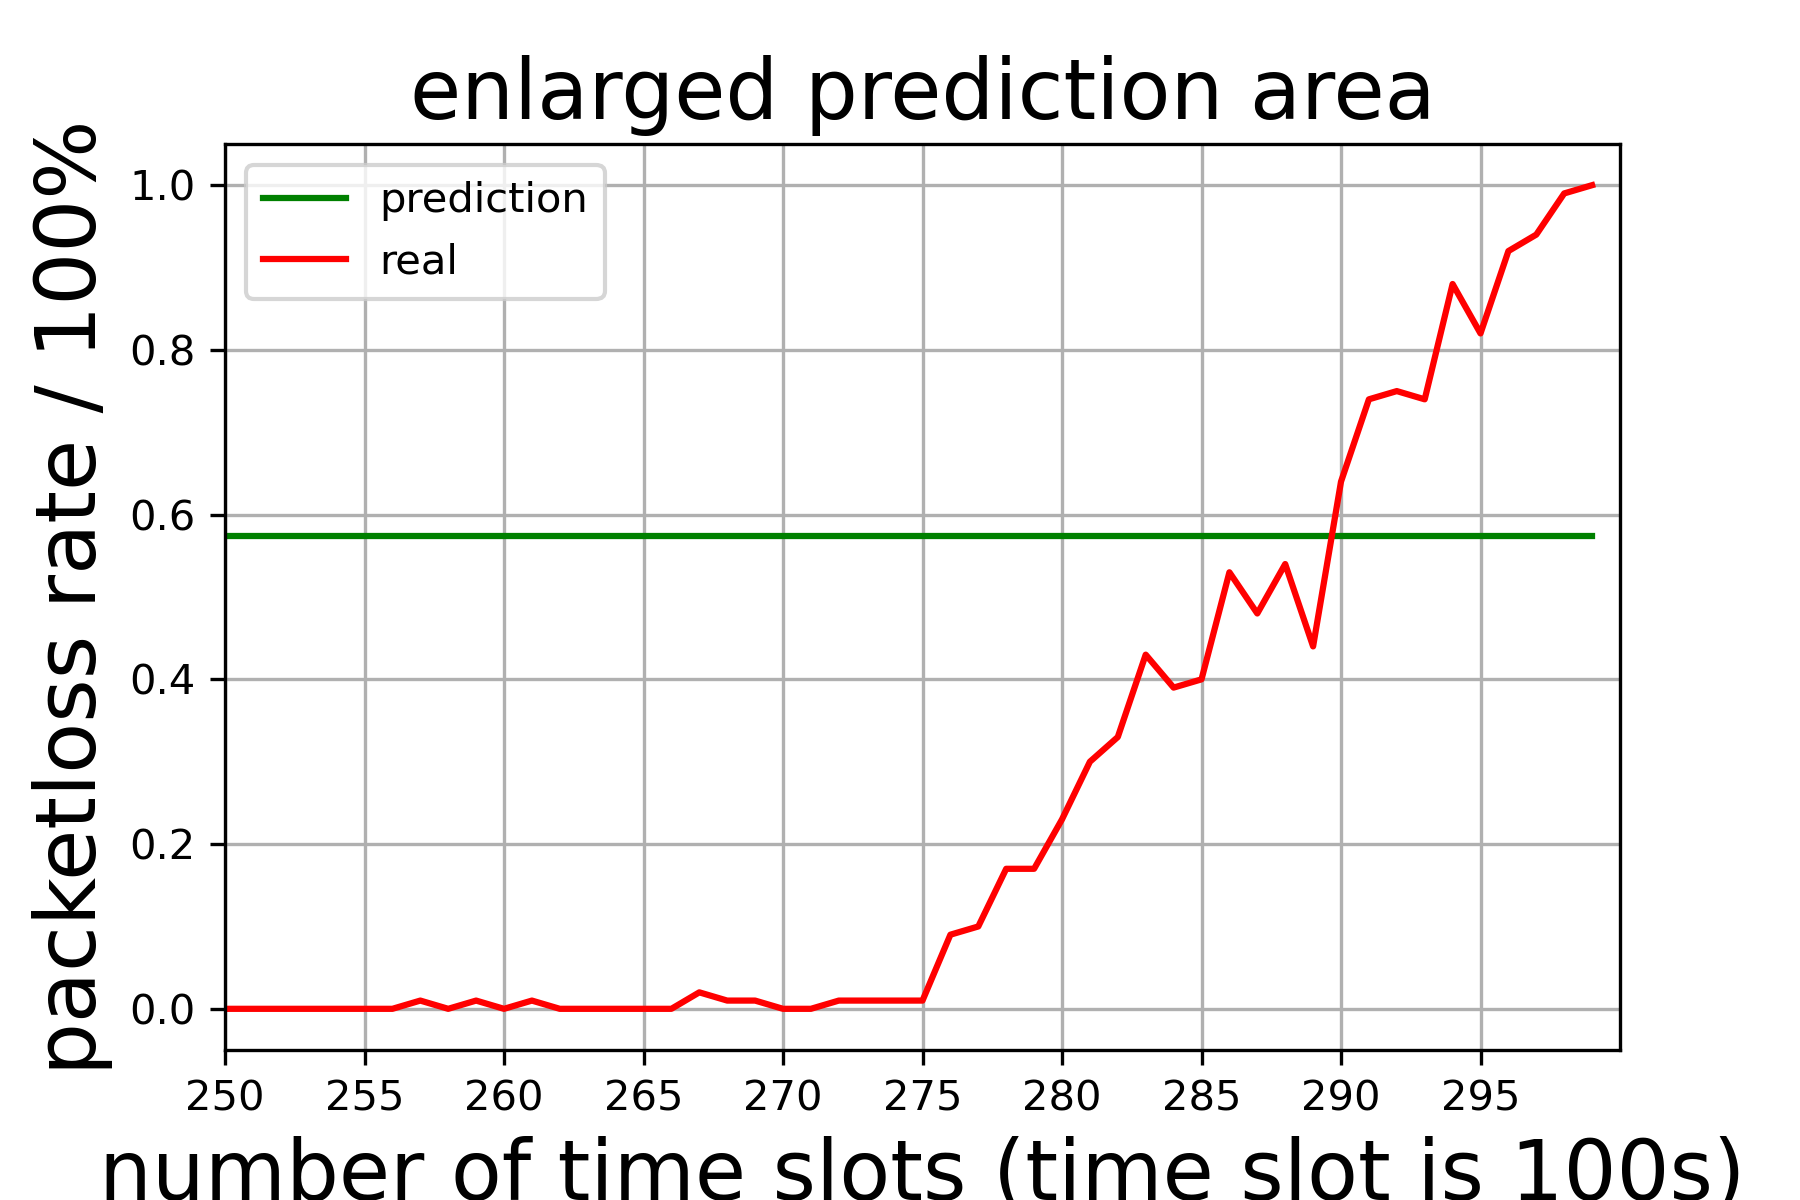 enlarged prediction area
packetloss rate / 100%
1.0
0.8
0.6
0.4
0.2
0.0
prediction
real
250 255 260 265 270 275 280 285 290 295
number of time slots (time slot is 100s)